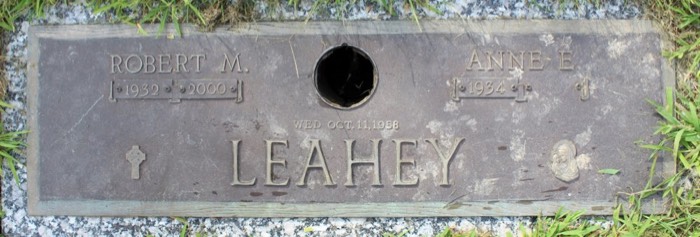 ROBERT M.
1932 2000
ANNE E.
1934
WED OCT. 11, 1958
LEAHEY